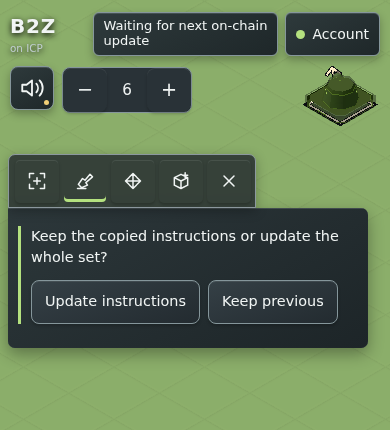 B2Z
on ICP
Waiting for next on-chain
update
Account
6
Keep the copied instructions or update the
whole set?
Update instructions
Keep previous